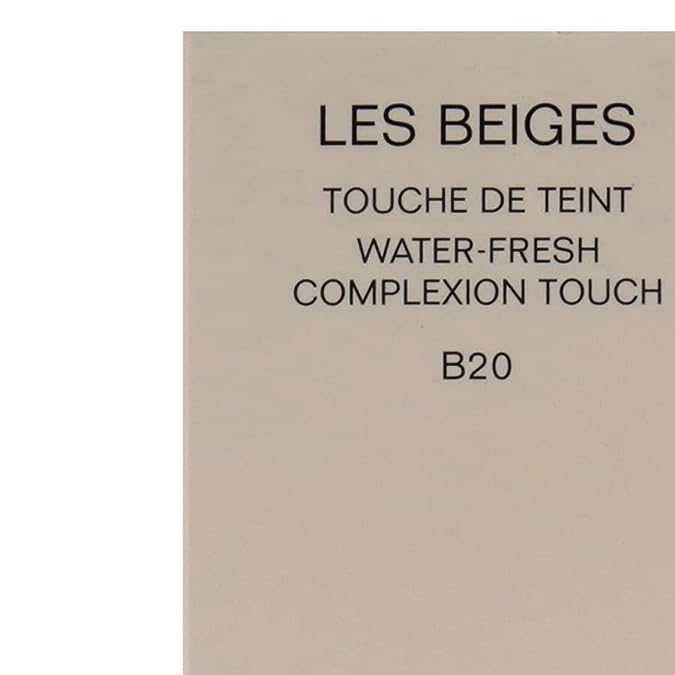 LES BEIGES
TOUCHE DE TEINT
WATER-FRESH
COMPLEXION TOUCH
B20